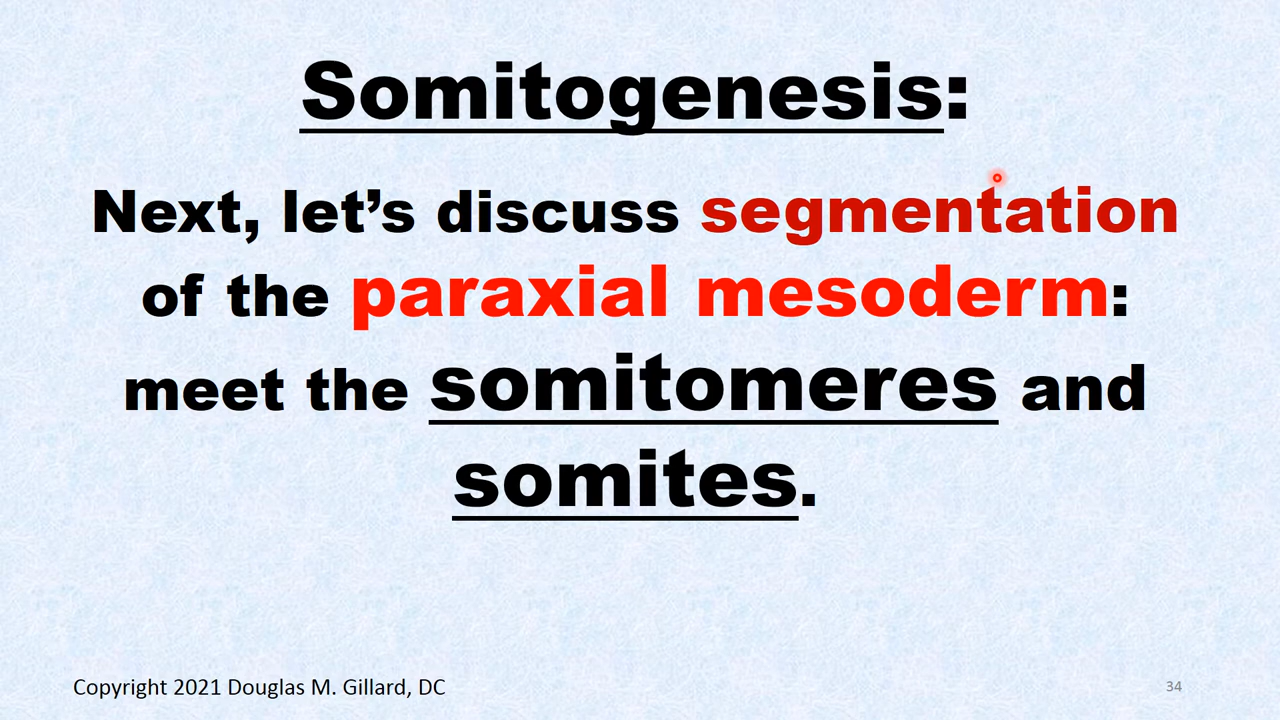 Somitogenesis:
Next, let’s discuss segmentation
of the paraxial mesoderm:
meet the somitomeres and
somites.
Copyright 2021 Douglas M. Gillard, DC
34